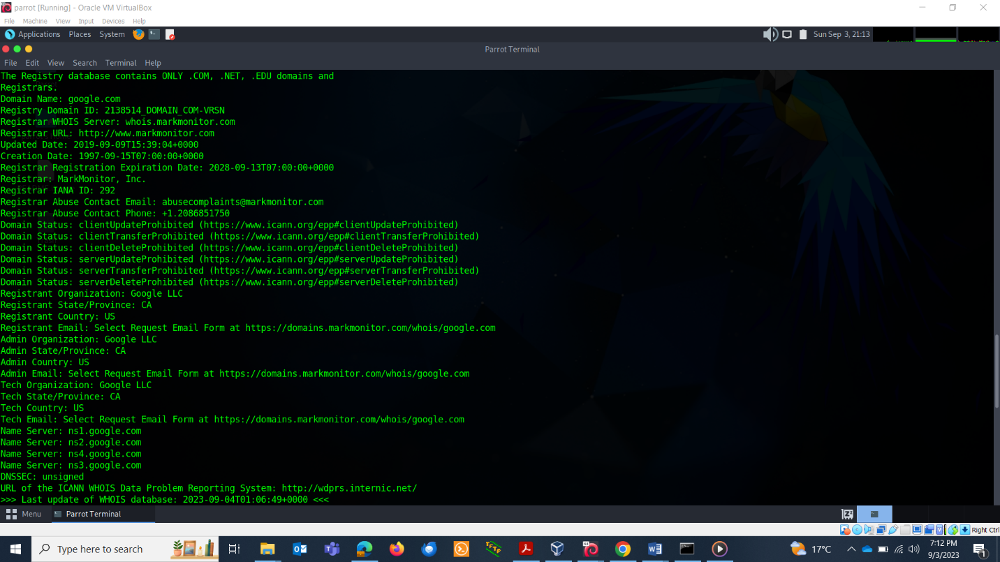 parrot [Running] - Oracle VM VirtualBox
File Machine View Input Devices Help
Applications Places System Sun Sep 3, 21:13
Parrot Terminal
File Edit View Search Terminal Help
The Registry database contains ONLY .COM, .NET, .EDU domains and
Registrars.
Domain Name: google.com
Registry Domain ID: 2138514_DOMAIN_COM-VRSN
Registrar WHOIS Server: whois.markmonitor.com
Registrar URL: http://www.markmonitor.com
Updated Date: 2019-09-09T15:39:04+0000
Creation Date: 1997-09-15T07:00:00+0000
Registrar Registration Expiration Date: 2028-09-13T07:00:00+0000
Registrar: MarkMonitor, Inc.
Registrar IANA ID: 292
Registrar Abuse Contact Email: abusecomplaints@markmonitor.com
Registrar Abuse Contact Phone: +1.2086851750
Domain Status: clientUpdateProhibited (https://www.icann.org/epp#clientUpdateProhibited)
Domain Status: clientTransferProhibited (https://www.icann.org/epp#clientTransferProhibited)
Domain Status: clientDeleteProhibited (https://www.icann.org/epp#clientDeleteProhibited)
Domain Status: serverUpdateProhibited (https://www.icann.org/epp#serverUpdateProhibited)
Domain Status: serverTransferProhibited (https://www.icann.org/epp#serverTransferProhibited)
Domain Status: serverDeleteProhibited (https://www.icann.org/epp#serverDeleteProhibited)
Registrant Organization: Google LLC
Registrant State/Province: CA
Registrant Country: US
Registrant Email: Select Request Email Form at https://domains.markmonitor.com/whois/google.com
Admin Organization: Google LLC
Admin State/Province: CA
Admin Country: US
Admin Email: Select Request Email Form at https://domains.markmonitor.com/whois/google.com
Tech Organization: Google LLC
Tech State/Province: CA
Tech Country: US
Tech Email: Select Request Email Form at https://domains.markmonitor.com/whois/google.com
Name Server: ns1.google.com
Name Server: ns2.google.com
Name Server: ns4.google.com
Name Server: ns3.google.com
DNSSEC: unsigned
URL of the ICANN WHOIS Data Problem Reporting System: http://wdprs.internic.net/
>>> Last update of WHOIS database: 2023-09-04T01:06:49+0000 <<<
Menu Parrot Terminal
Right Ctrl
Type here to search TFTP 17°C 7:12 PM
9/3/2023 1